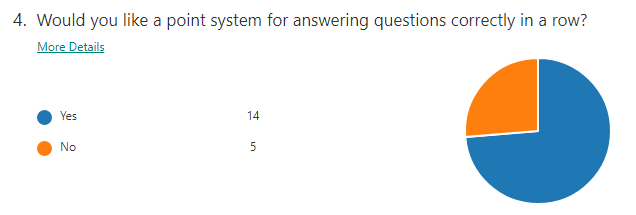 4. Would you like a point system for answering questions correctly in a row?
More Details
Yes 14
No 5